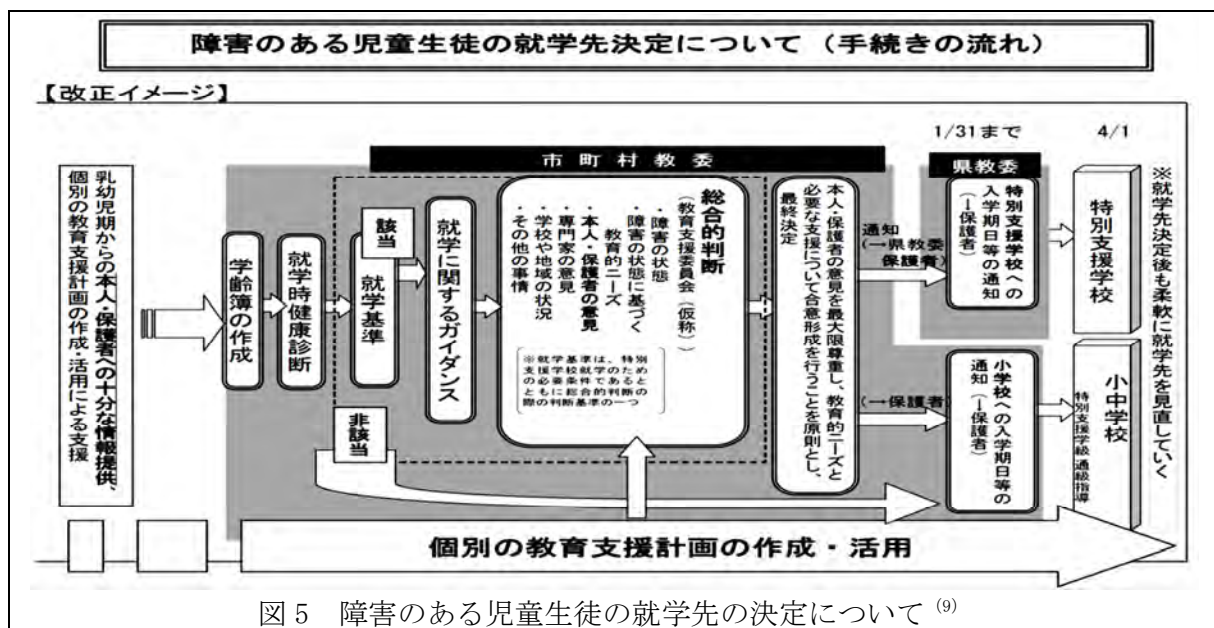 障害のある児童生徒の就学先決定について（手続きの流れ）
【改正イメージ】
1/31まで
4/1
市町村教委
県教委
乳幼児期からの本人・保護者への十分な情報提供、
個別の教育支援計画の作成・活用による支援
学齢簿の作成
就学時健康診断
就学基準
該当
非該当
就学に関するガイダンス
総合的判断
（教育支援委員会（仮称））
・障害の状態
・障害の状態に基づく
教育的ニーズ
・本人・保護者の意見
・専門家の意見
・学校や地域の状況
・その他の事情
※就学基準は、特別
支援学校就学のため
の必要条件であると
ともに総合的判断の
際の判断基準の一つ
本人・保護者の意見を最大限尊重し、教育的ニーズと
必要な支援について合意形成を行うことを原則とし、
最終決定
通知
(→県教委
保護者)
(→保護者)
特別支援学校への
入学期日等の通知
（→保護者）
小学校への入学期日等の
通知（→保護者）
特別支援学校
小中学校
特別支援学級 通級指導
※就学先決定後も柔軟に就学先を見直していく
個別の教育支援計画の作成・活用
図5 障害のある児童生徒の就学先の決定について (9)